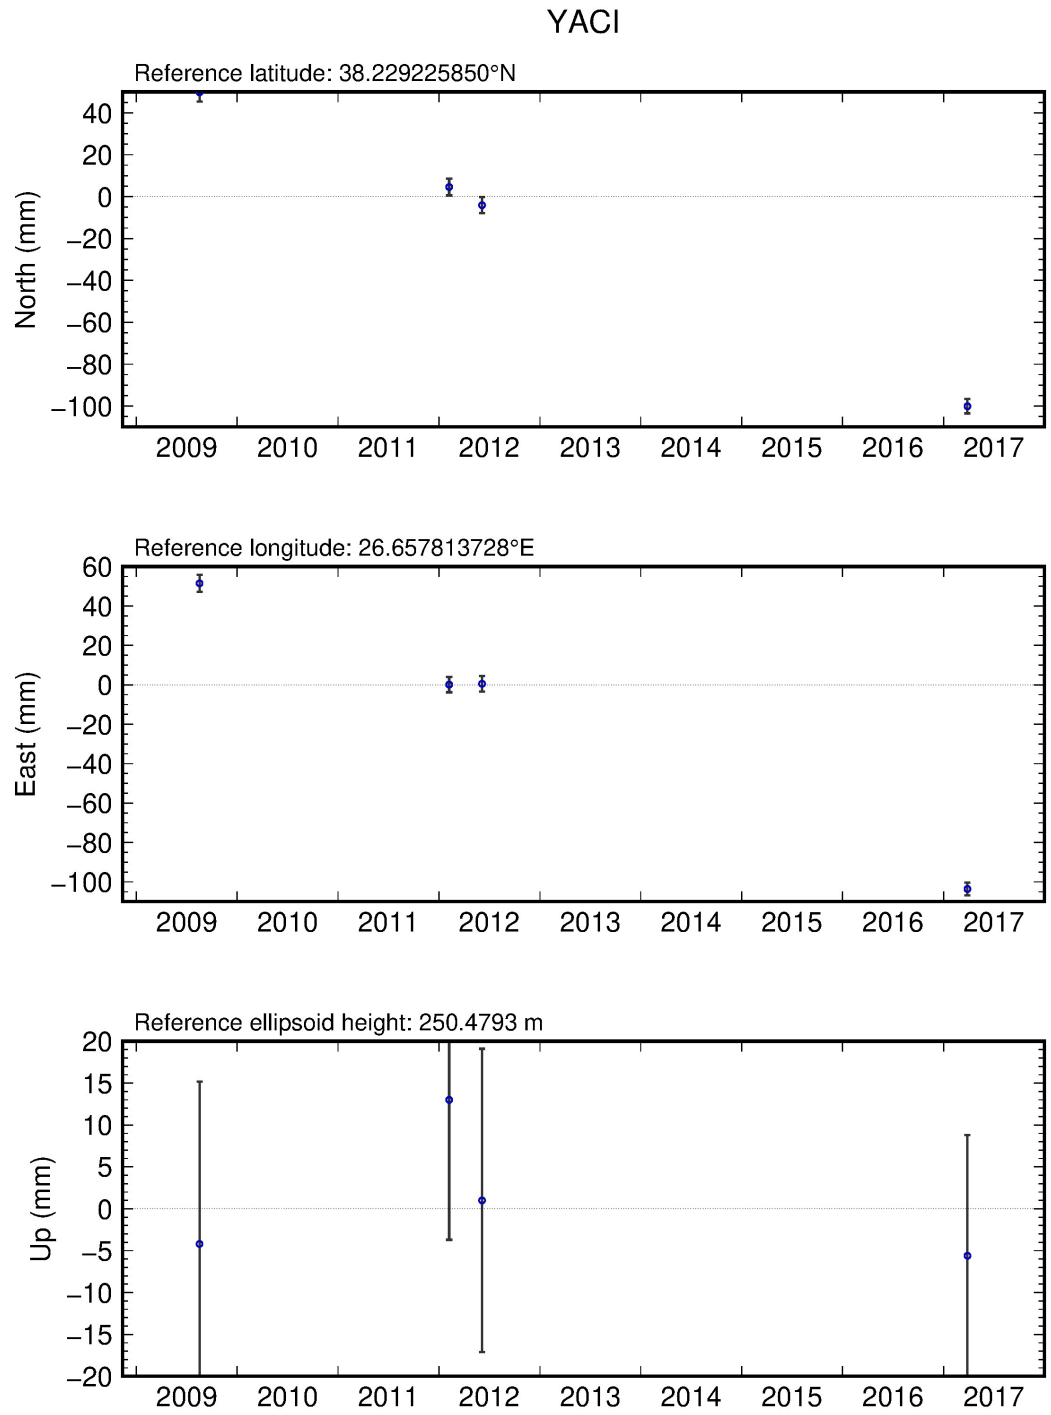 YACI
Reference latitude: 38.229225850°N
North (mm)
40
20
0
−20
−40
−60
−80
−100
2009 2010 2011 2012 2013 2014 2015 2016 2017
Reference longitude: 26.657813728°E
East (mm)
60
40
20
0
−20
−40
−60
−80
−100
2009 2010 2011 2012 2013 2014 2015 2016 2017
Reference ellipsoid height: 250.4793 m
Up (mm)
20
15
10
5
0
−5
−10
−15
−20
2009 2010 2011 2012 2013 2014 2015 2016 2017